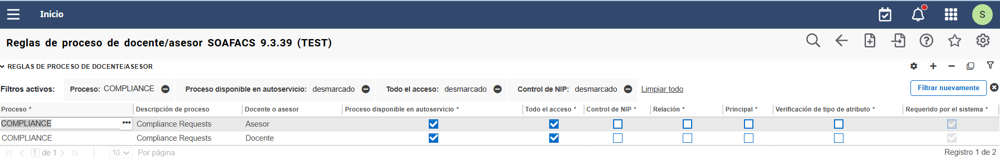 Inicio
S
Reglas de proceso de docente/asesor SOAFACS 9.3.39 (TEST)
REGLAS DE PROCESO DE DOCENTE/ASESOR
Filtros activos: Proceso: COMPLIANCE Proceso disponible en autoservicio: desmarcado Todo el acceso: desmarcado Control de NIP: desmarcado Limpiar todo Filtrar nuevamente
Proceso * Descripción de proceso Docente o asesor Proceso disponible en autoservicio * Todo el acceso * Control de NIP * Relación * Principal * Verificación de tipo de atributo * Requerido por el sistema *
COMPLIANCE ••• Compliance Requests Asesor
COMPLIANCE Compliance Requests Docente
1 de 1 10 Por página Registro 1 de 2